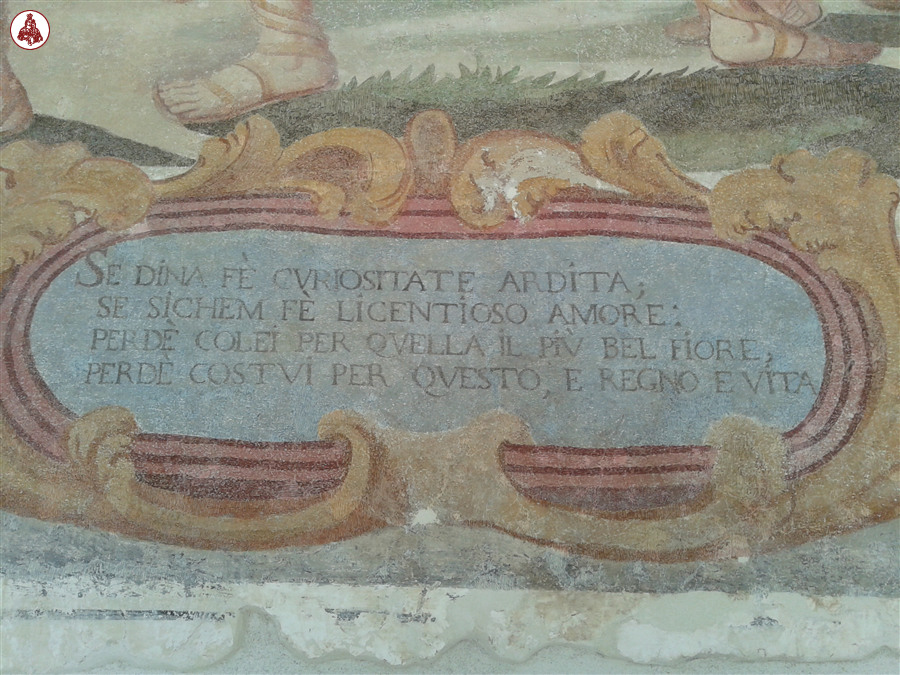 SE DINA FÈ CVRIOSITATE ARDITA;
SE SICHEM FÈ LICENTIOSO AMORE:
PERDÈ COLEI PER QVELLA IL PIÙ BEL FIORE,
PERDÈ COSTVI PER QVESTO, E REGNO E VITA